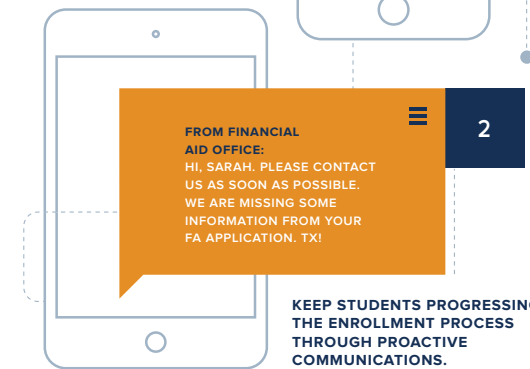 FROM FINANCIAL
AID OFFICE:
HI, SARAH. PLEASE CONTACT
US AS SOON AS POSSIBLE.
WE ARE MISSING SOME
INFORMATION FROM YOUR
FA APPLICATION. TX!
2
KEEP STUDENTS PROGRESSING
THE ENROLLMENT PROCESS
THROUGH PROACTIVE
COMMUNICATIONS.